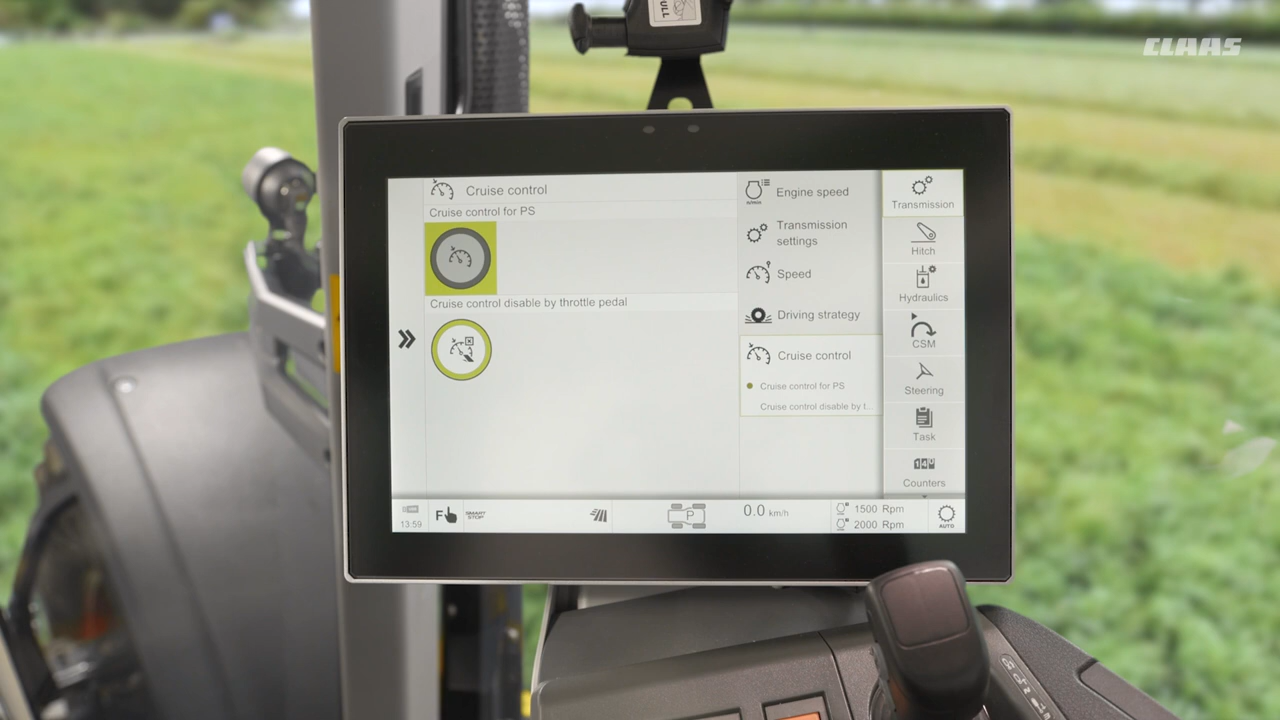 CLAAS
Cruise control
Cruise control for PS
Cruise control disable by throttle pedal
Engine speed
Transmission
settings
Speed
Driving strategy
Cruise control
Cruise control for PS
Cruise control disable by t...
Transmission
Hitch
Hydraulics
CSM
Steering
Task
Counters
13:59
F
SMART
STOP
P
0.0 km/h
1500 Rpm
2000 Rpm
AUTO